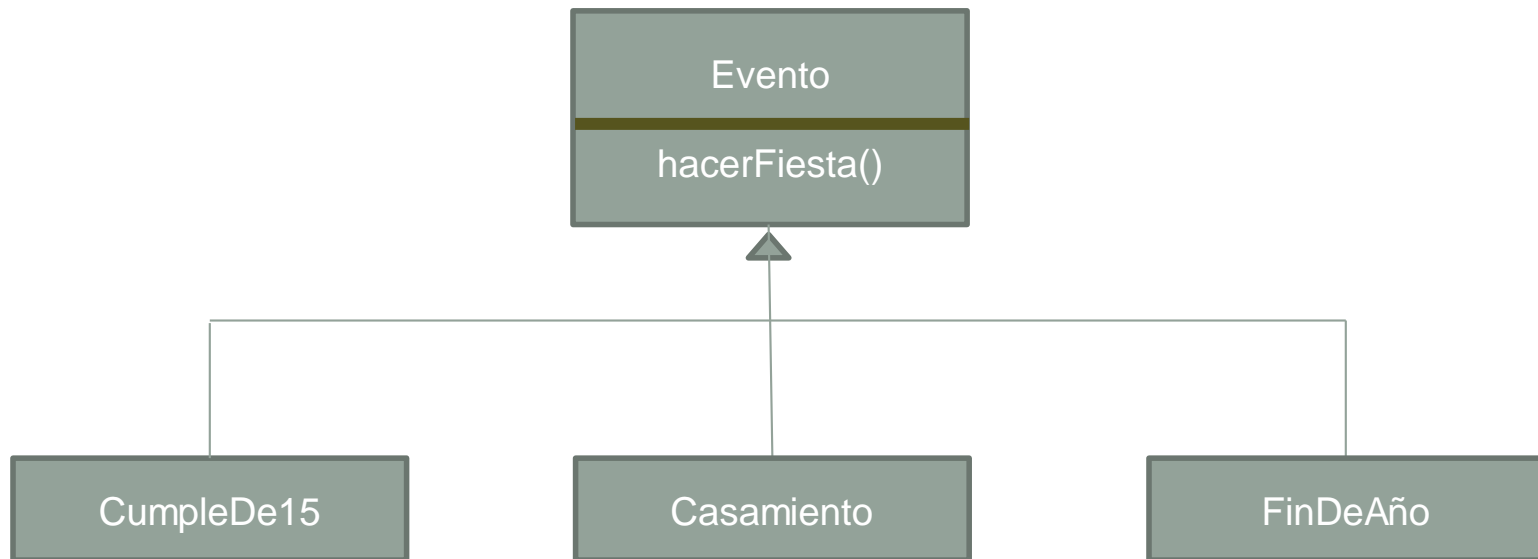 Evento
hacerFiesta()
CumpleDe15
Casamiento
FinDeAño